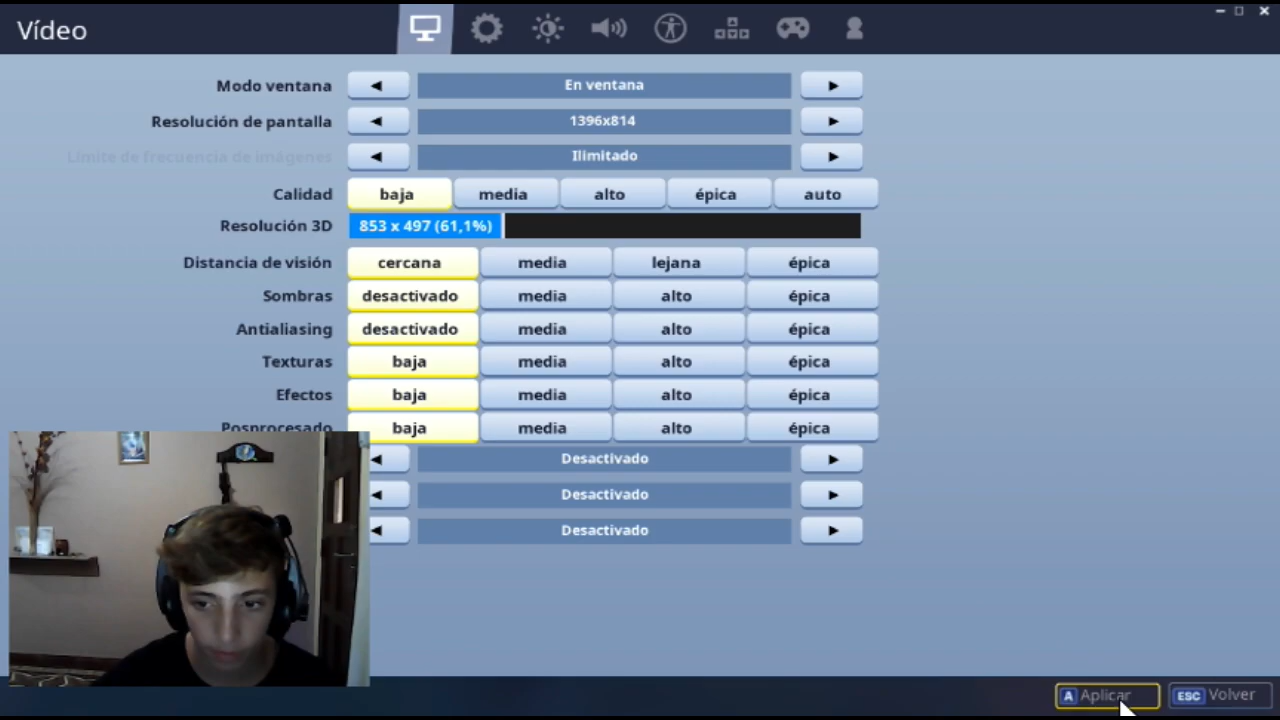 Vídeo
Modo ventana ◄ En ventana ►
Resolución de pantalla ◄ 1396x814 ►
Límite de frecuencia de imágenes ◄ Ilimitado ►
Calidad baja media alto épica auto
Resolución 3D 853 x 497 (61,1%)
Distancia de visión cercana media lejana épica
Sombras desactivado media alto épica
Antialiasing desactivado media alto épica
Texturas baja media alto épica
Efectos baja media alto épica
Posprocesado baja media alto épica
◄ Desactivado ►
◄ Desactivado ►
◄ Desactivado ►
A Aplicar ESC Volver